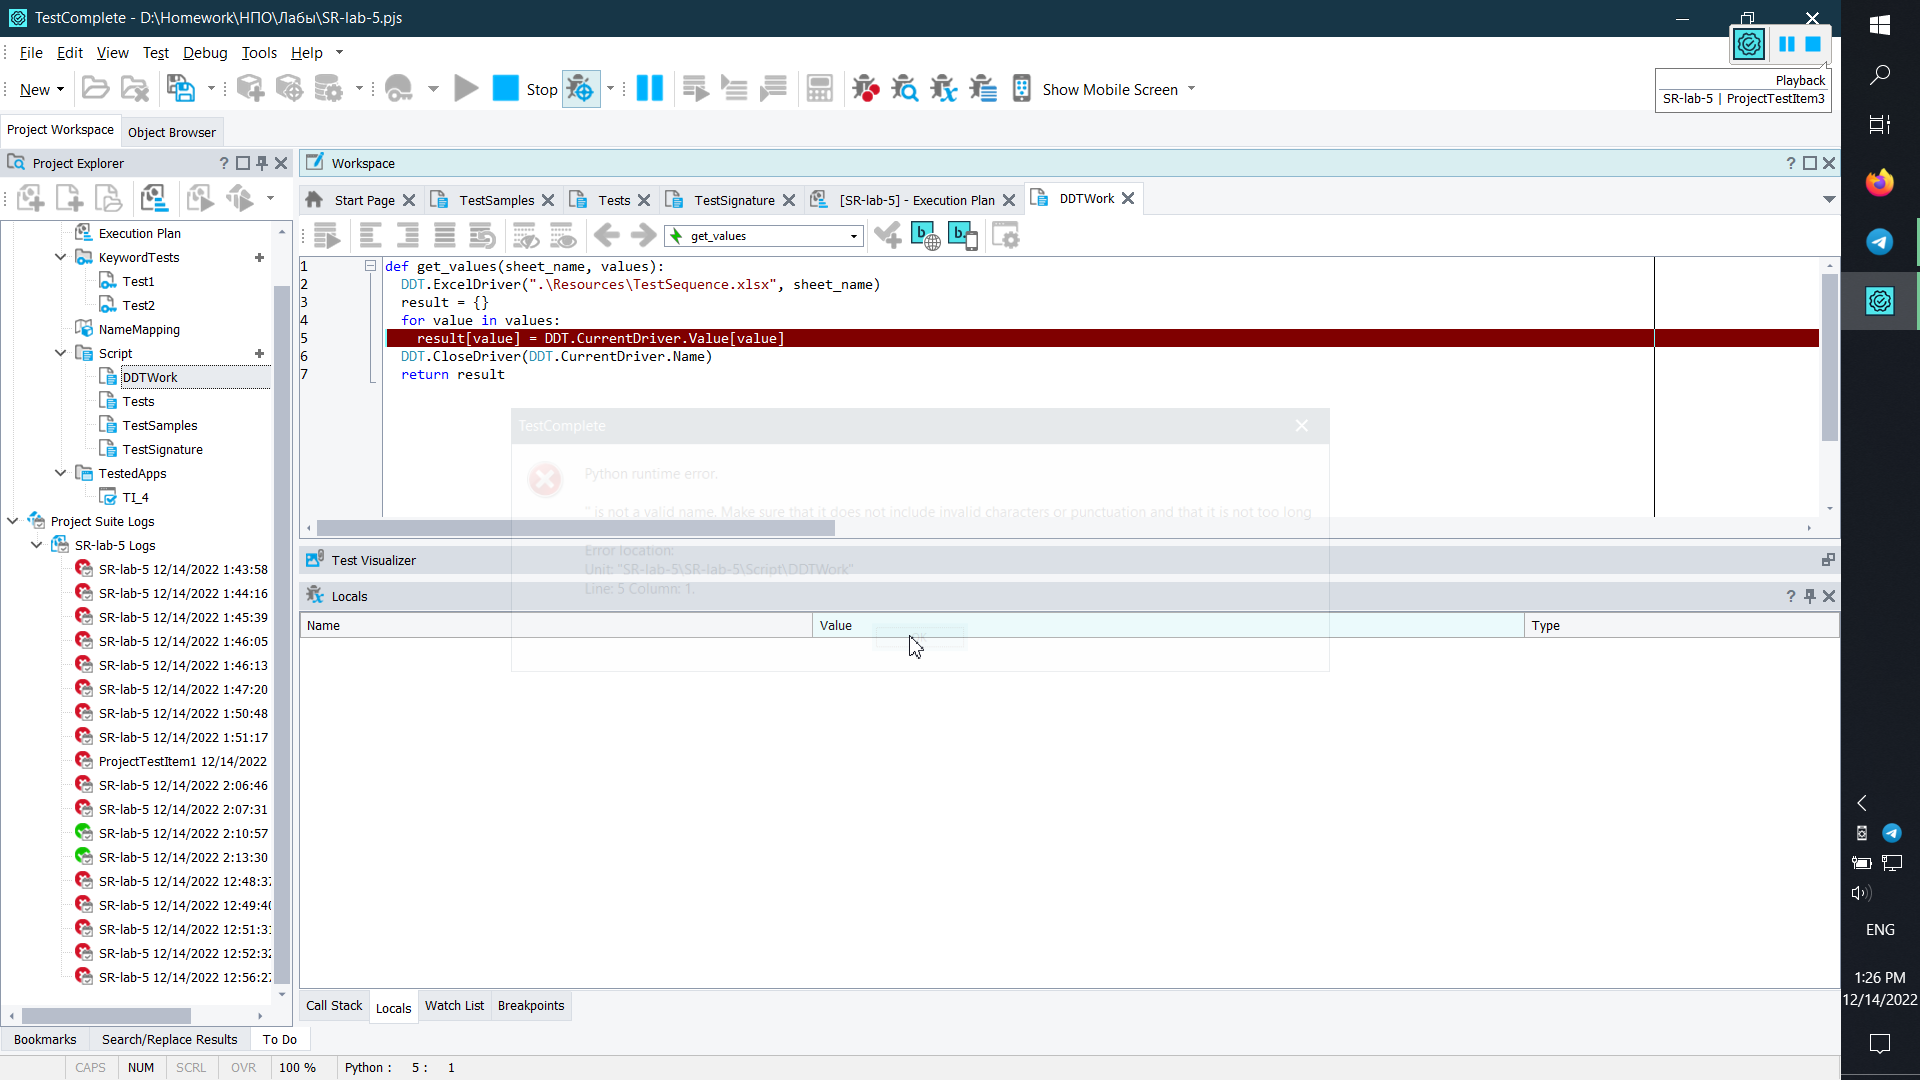 TestComplete - D:\Homework\НПО\Лабы\SR-lab-5.pjs
File Edit View Test Debug Tools Help
New
Stop
Show Mobile Screen
Playback
SR-lab-5 | ProjectTestItem3
Project Workspace
Object Browser
Project Explorer
Workspace
Start Page
TestSamples
Tests
TestSignature
[SR-lab-5] - Execution Plan
DDTWork
get_values
Execution Plan
KeywordTests
Test1
Test2
NameMapping
Script
DDTWork
Tests
TestSamples
TestSignature
TestedApps
TI_4
Project Suite Logs
SR-lab-5 Logs
SR-lab-5 12/14/2022 1:43:58
SR-lab-5 12/14/2022 1:44:16
SR-lab-5 12/14/2022 1:45:39
SR-lab-5 12/14/2022 1:46:05
SR-lab-5 12/14/2022 1:46:13
SR-lab-5 12/14/2022 1:47:20
SR-lab-5 12/14/2022 1:50:48
SR-lab-5 12/14/2022 1:51:17
ProjectTestItem1 12/14/2022
SR-lab-5 12/14/2022 2:06:46
SR-lab-5 12/14/2022 2:07:31
SR-lab-5 12/14/2022 2:10:57
SR-lab-5 12/14/2022 2:13:30
SR-lab-5 12/14/2022 12:48:37
SR-lab-5 12/14/2022 12:49:40
SR-lab-5 12/14/2022 12:51:31
SR-lab-5 12/14/2022 12:52:32
SR-lab-5 12/14/2022 12:56:27
1 def get_values(sheet_name, values):
2 DDT.ExcelDriver(".\Resources\TestSequence.xlsx", sheet_name)
3 result = {}
4 for value in values:
5 result[value] = DDT.CurrentDriver.Value[value]
6 DDT.CloseDriver(DDT.CurrentDriver.Name)
7 return result
TestComplete
Python runtime error.
'' is not a valid name. Make sure that it does not include invalid characters or punctuation and that it is not too long
Error location:
Unit: "SR-lab-5\SR-lab-5\Script\DDTWork"
Line: 5 Column: 1.
Test Visualizer
Locals
Name Value Type
Call Stack Locals Watch List Breakpoints
Bookmarks Search/Replace Results To Do
CAPS NUM SCRL OVR 100 % Python : 5 : 1
ENG
1:26 PM
12/14/2022